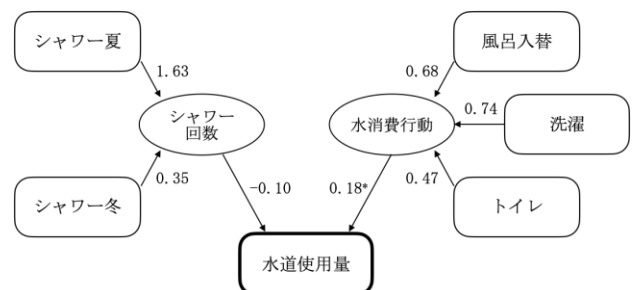 シャワー夏
風呂入替
1.63
0.68
シャワー
回数
水消費行動
0.74
洗濯
シャワー冬
0.35
-0.10
0.18*
0.47
トイレ
水道使用量